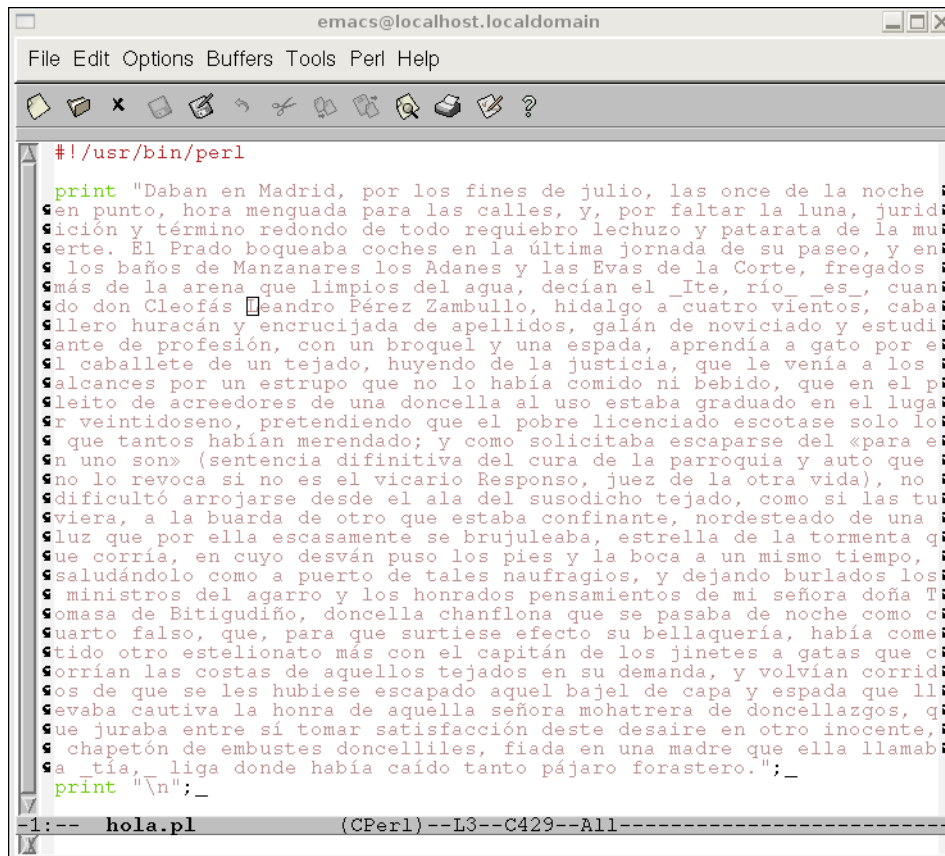 emacs@localhost.localdomain
File Edit Options Buffers Tools Perl Help
#!/usr/bin/perl
print "Daban en Madrid, por los fines de julio, las once de la noche
en punto, hora menguada para las calles, y, por faltar la luna, jurid
ición y término redondo de todo requiebro lechuzo y patarata de la mu
erte. El Prado boqueaba coches en la última jornada de su paseo, y en
los baños de Manzanares los Adanes y las Evas de la Corte, fregados
más de la arena que limpios del agua, decían el _Ite, río_ _es_, cuan
do don Cleofás Leandro Pérez Zambullo, hidalgo a cuatro vientos, caba
llero huracán y encrucijada de apellidos, galán de noviciado y estudi
ante de profesión, con un broquel y una espada, aprendía a gato por e
l caballete de un tejado, huyendo de la justicia, que le venía a los
alcances por un estrupo que no lo había comido ni bebido, que en el p
leito de acreedores de una doncella al uso estaba graduado en el luga
r veintidoseno, pretendiendo que el pobre licenciado escotase solo lo
que tantos habían merendado; y como solicitaba escaparse del «para e
n uno son» (sentencia difinitiva del cura de la parroquia y auto que
no lo revoca si no es el vicario Responso, juez de la otra vida), no
dificultó arrojarse desde el ala del susodicho tejado, como si las tu
viera, a la buarda de otro que estaba confinante, nordesteado de una
luz que por ella escasamente se brujuleaba, estrella de la tormenta q
ue corría, en cuyo desván puso los pies y la boca a un mismo tiempo,
saludándolo como a puerto de tales naufragios, y dejando burlados los
ministros del agarro y los honrados pensamientos de mi señora doña T
omasa de Bitigudiño, doncella chanflona que se pasaba de noche como c
uarto falso, que, para que surtiese efecto su bellaquería, había come
tido otro estelionato más con el capitán de los jinetes a gatas que c
orrían las costas de aquellos tejados en su demanda, y volvían corrid
os de que se les hubiese escapado aquel bajel de capa y espada que ll
evaba cautiva la honra de aquella señora mohatrera de doncellazgos, q
ue juraba entre sí tomar satisfacción deste desaire en otro inocente,
chapetón de embustes doncelliles, fiada en una madre que ella llamab
a _tía,_ liga donde había caído tanto pájaro forastero.";_
print "\n";_
-1:-- hola.pl (CPerl)--L3--C429--All--------------------------